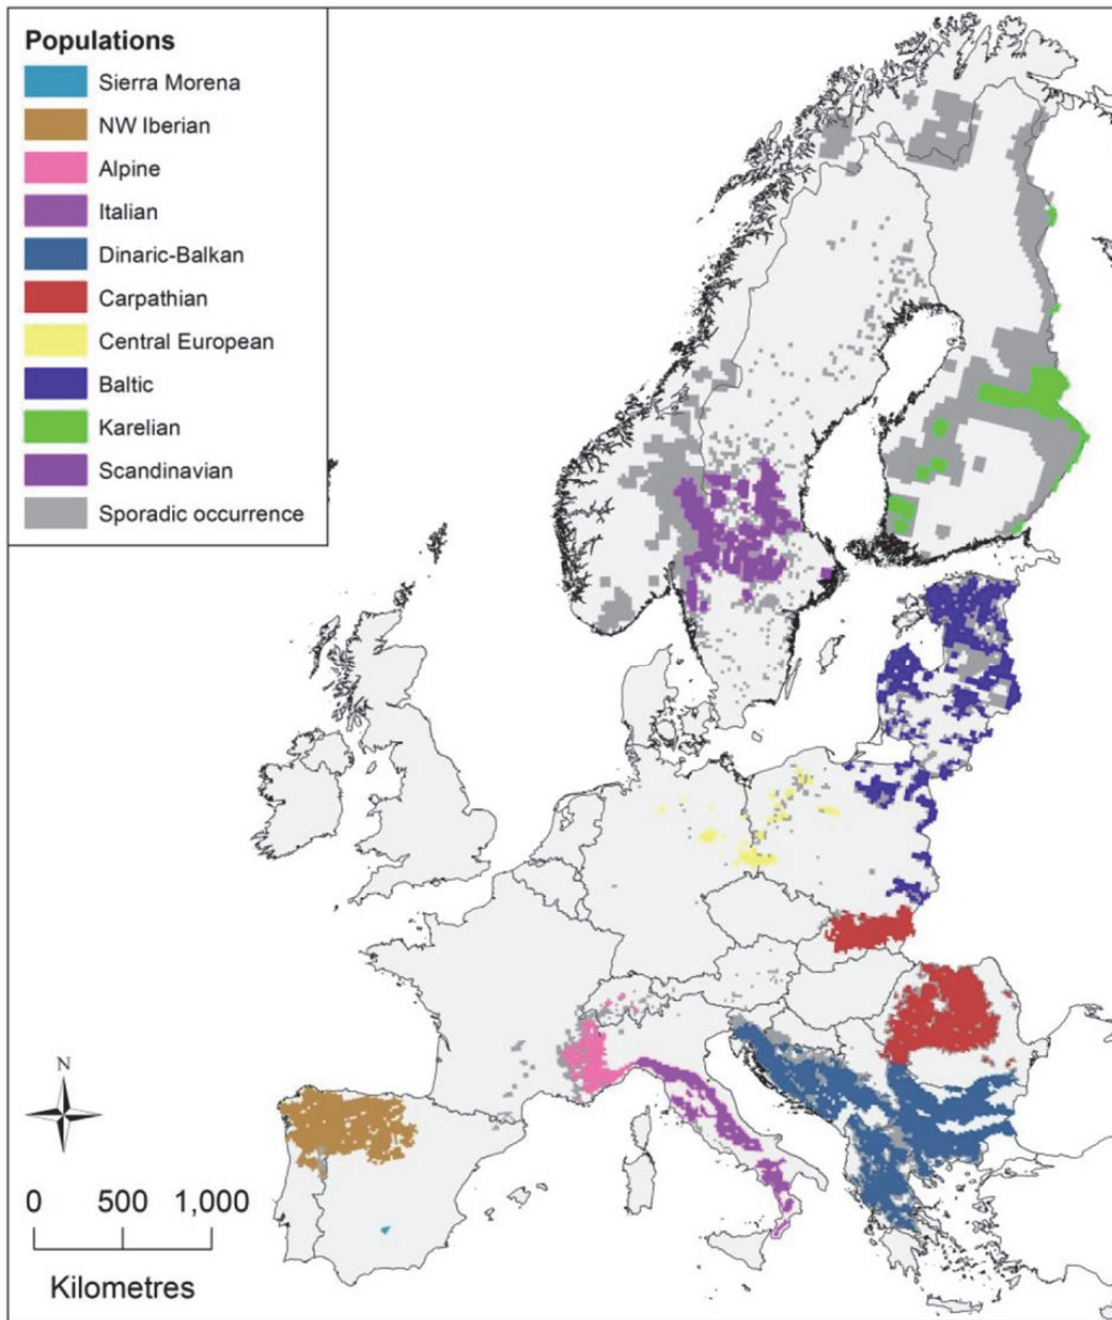 Populations
Sierra Morena
NW Iberian
Alpine
Italian
Dinaric-Balkan
Carpathian
Central European
Baltic
Karelian
Scandinavian
Sporadic occurrence
N
0 500 1,000
Kilometres